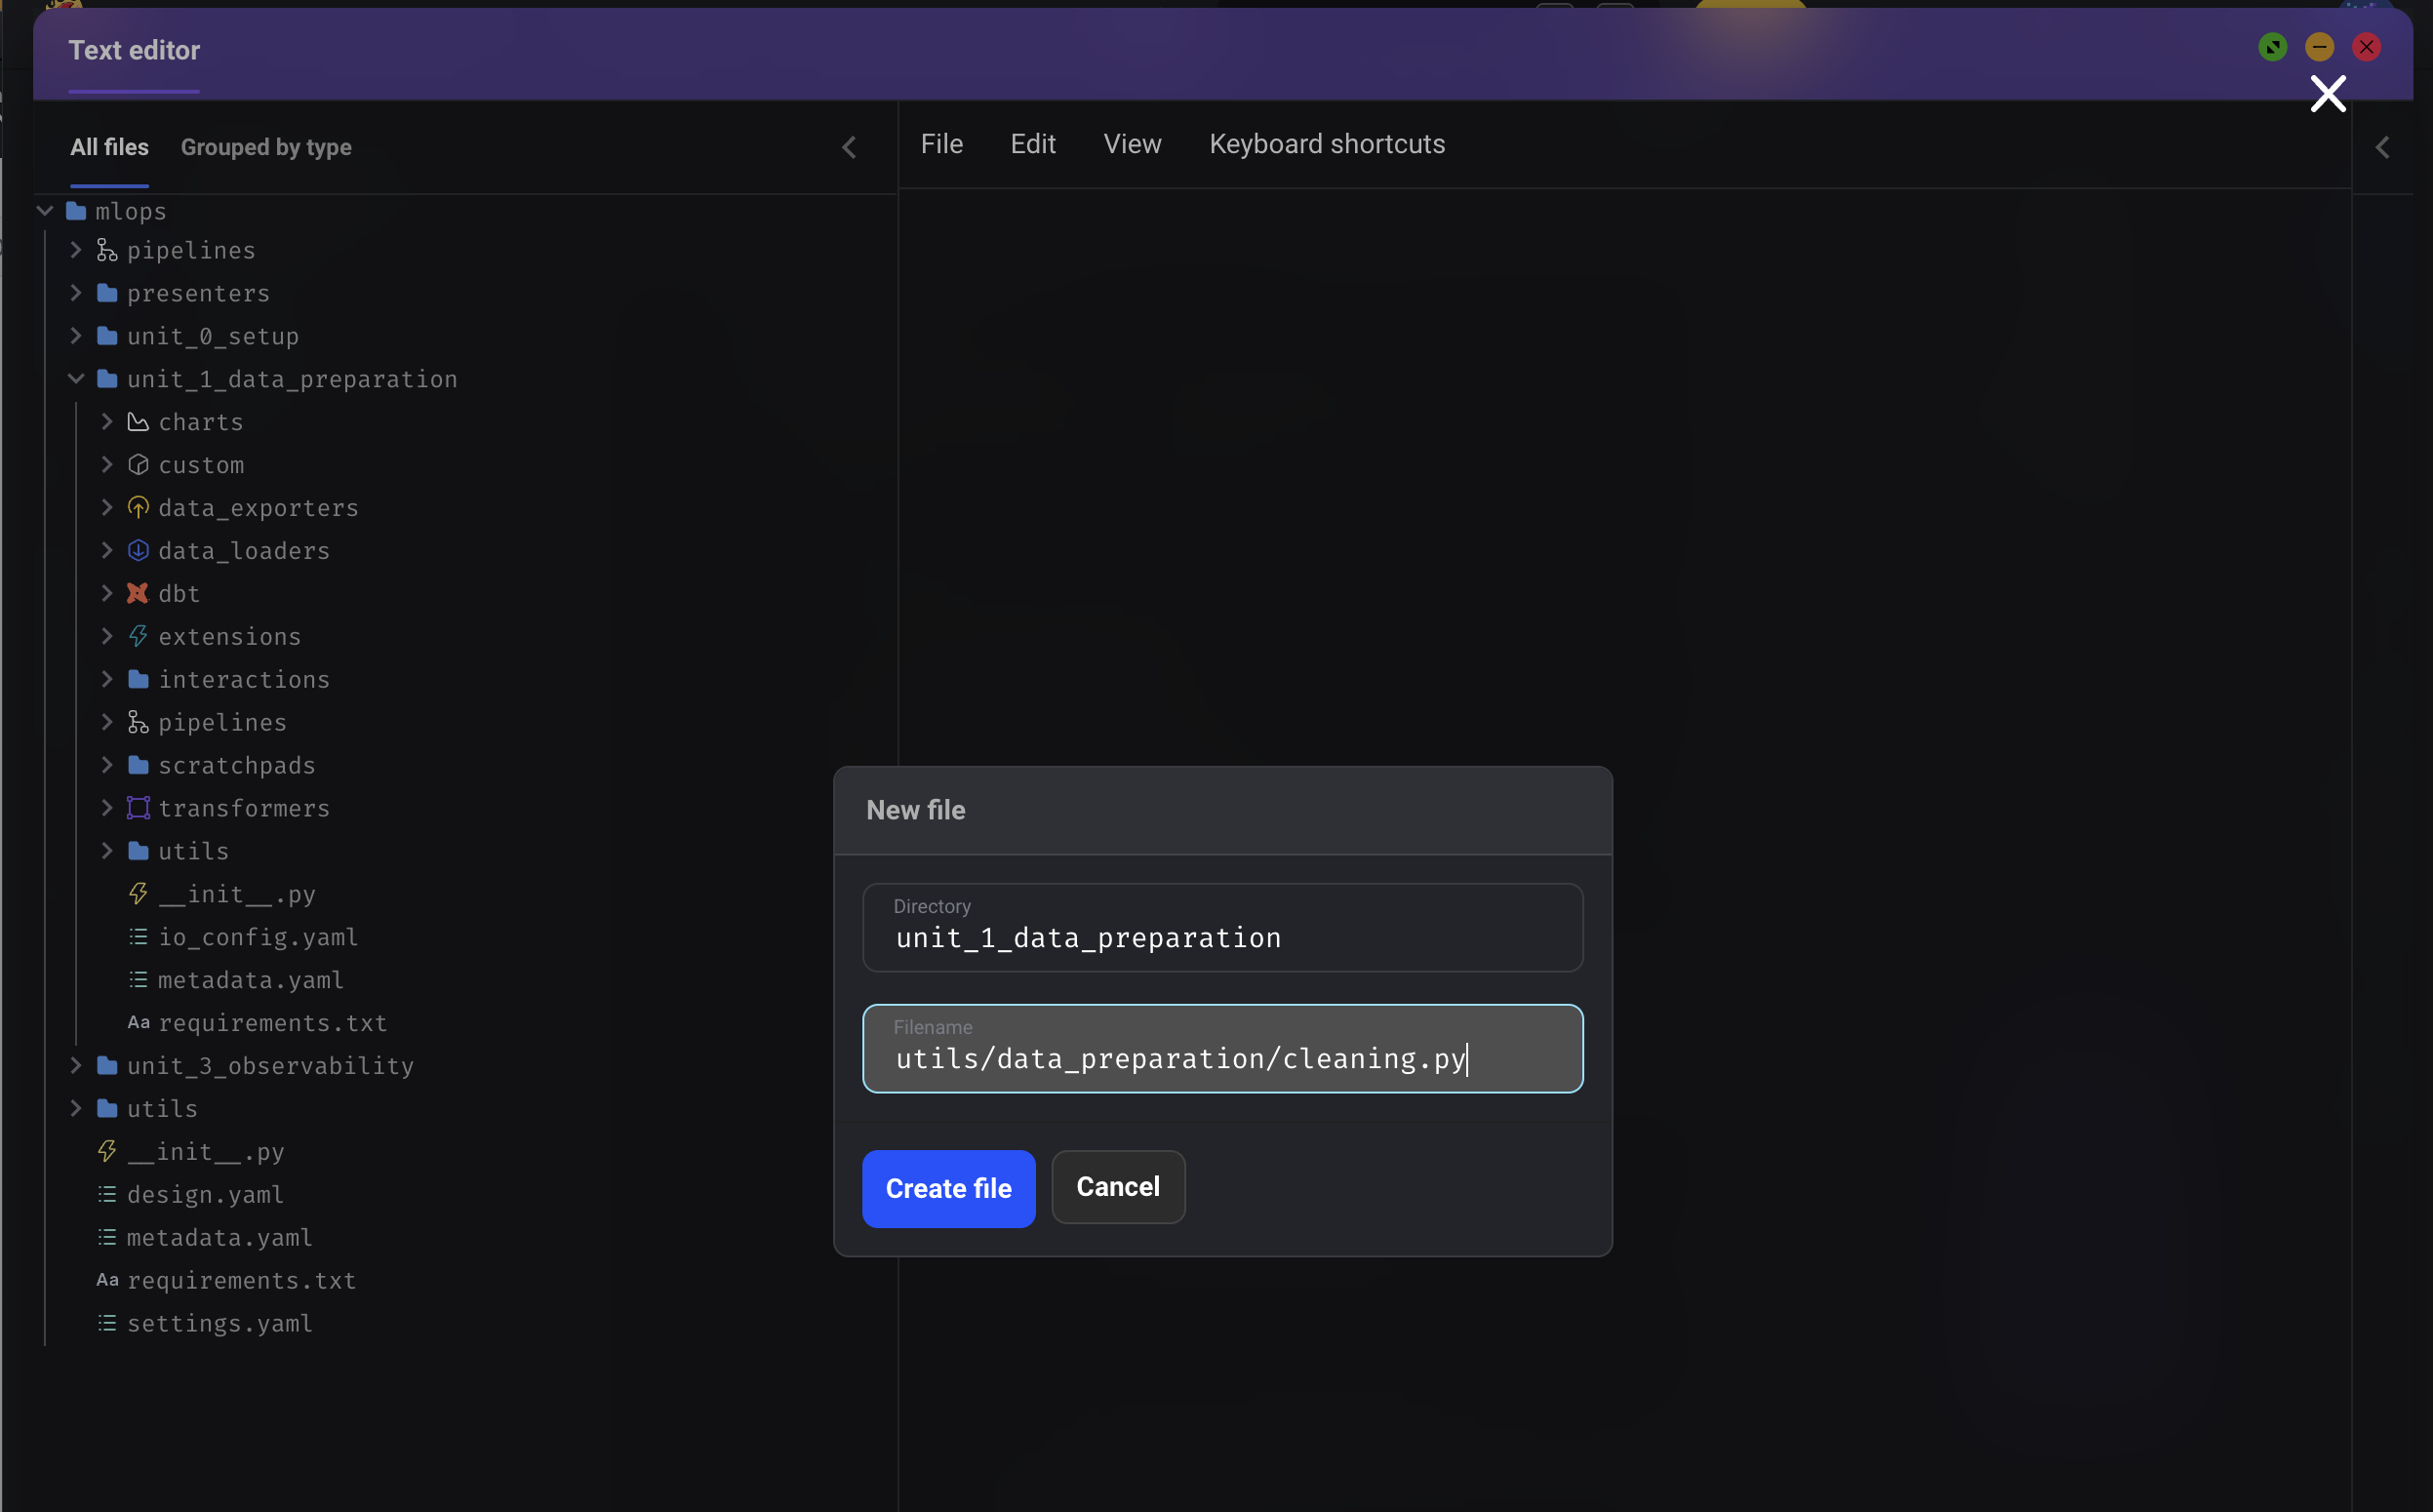 Text editor
All files Grouped by type
File Edit View Keyboard shortcuts
mlops
pipelines
presenters
unit_0_setup
unit_1_data_preparation
charts
custom
data_exporters
data_loaders
dbt
extensions
interactions
pipelines
scratchpads
transformers
utils
__init__.py
io_config.yaml
metadata.yaml
Aa requirements.txt
unit_3_observability
utils
__init__.py
design.yaml
metadata.yaml
Aa requirements.txt
settings.yaml
New file
Directory
unit_1_data_preparation
Filename
utils/data_preparation/cleaning.py
Create file Cancel